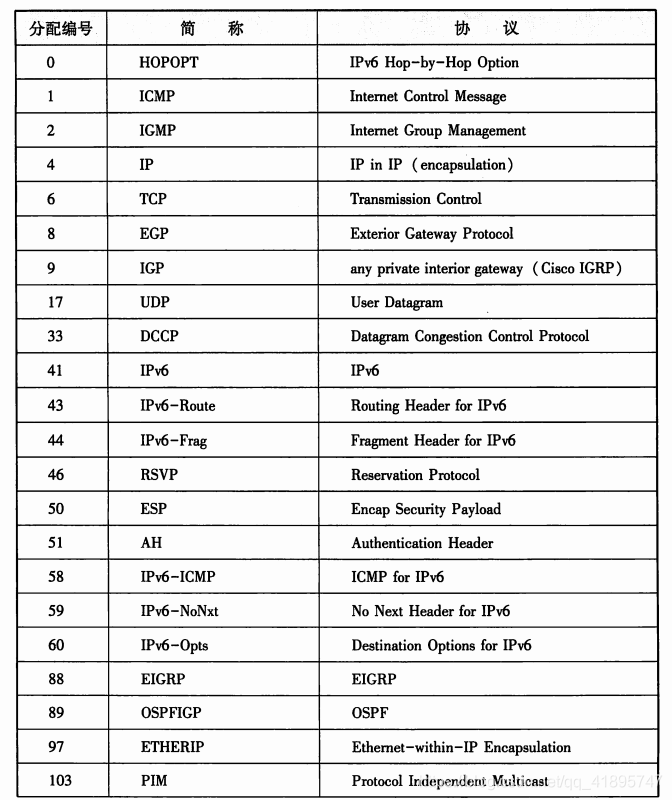 分配编号 简 称 协 议
0 HOPOPT IPv6 Hop-by-Hop Option
1 ICMP Internet Control Message
2 IGMP Internet Group Management
4 IP IP in IP (encapsulation)
6 TCP Transmission Control
8 EGP Exterior Gateway Protocol
9 IGP any private interior gateway (Cisco IGRP)
17 UDP User Datagram
33 DCCP Datagram Congestion Control Protocol
41 IPv6 IPv6
43 IPv6-Route Routing Header for IPv6
44 IPv6-Frag Fragment Header for IPv6
46 RSVP Reservation Protocol
50 ESP Encap Security Payload
51 AH Authentication Header
58 IPv6-ICMP ICMP for IPv6
59 IPv6-NoNxt No Next Header for IPv6
60 IPv6-Opts Destination Options for IPv6
88 EIGRP EIGRP
89 OSPFIGP OSPF
97 ETHERIP Ethernet-within-IP Encapsulation
103 PIM Protocol Independent Multicast